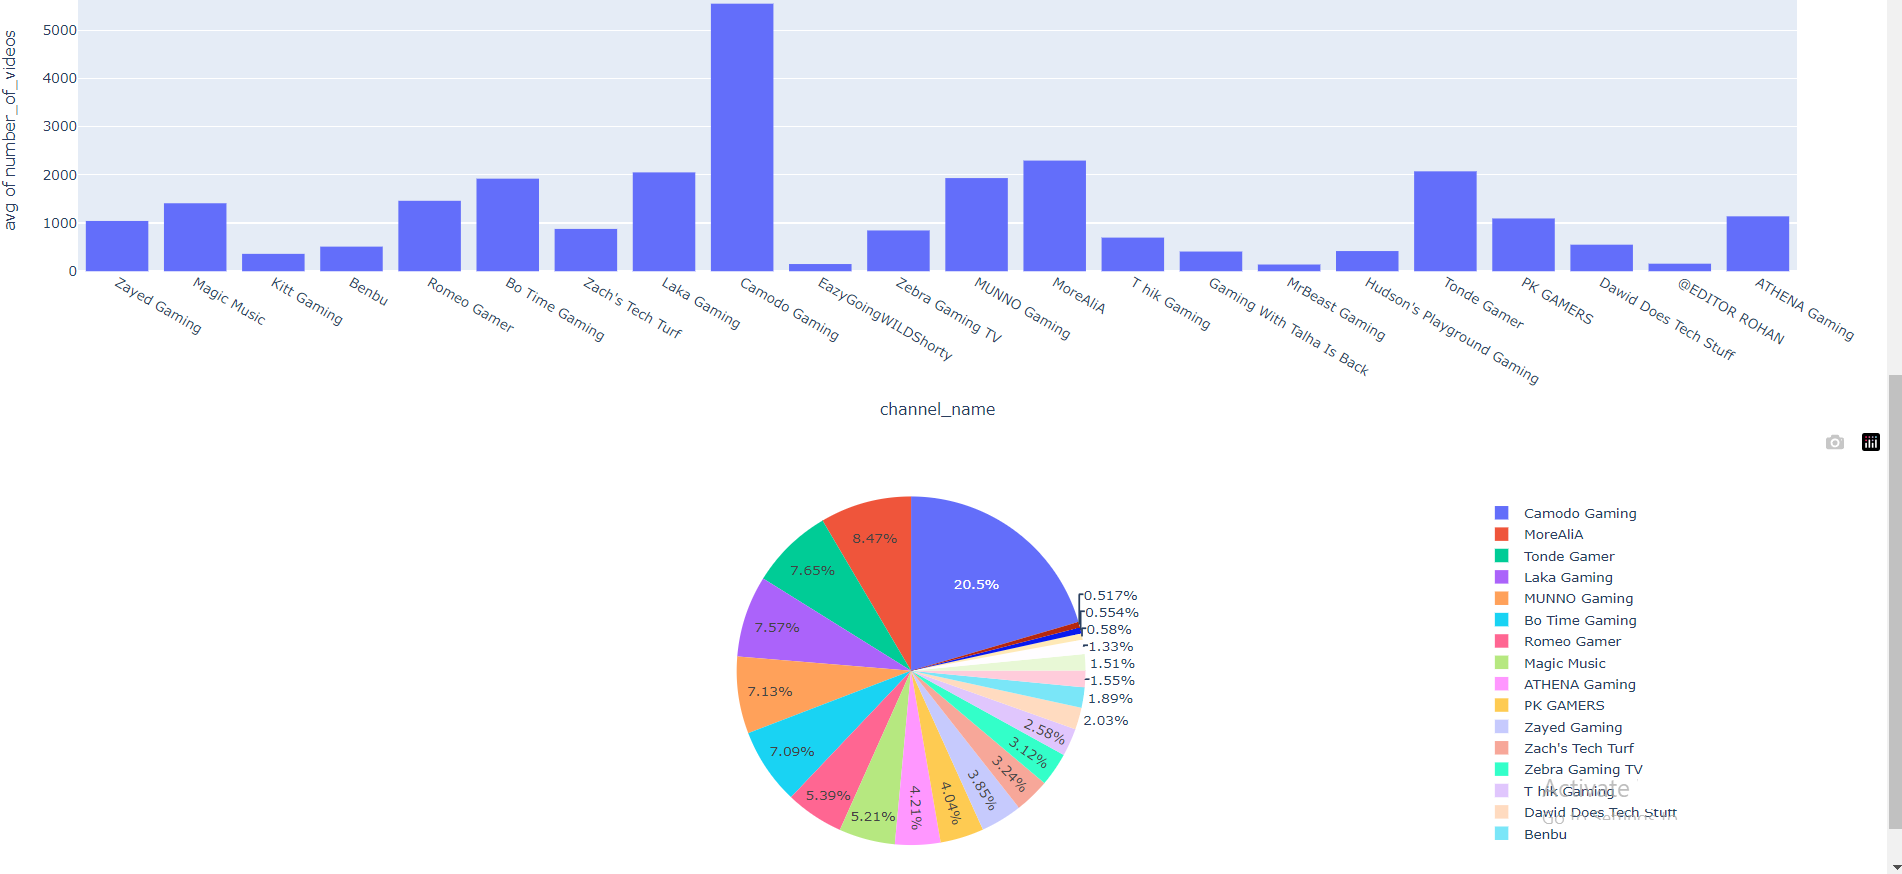 avg of number_of_videos
5000
4000
3000
2000
1000
0
Zayed Gaming
Magic Music
Kitt Gaming
Benbu
Romeo Gamer
Bo Time Gaming
Zach's Tech Turf
Laka Gaming
Camodo Gaming
EazyGoingWILDShorty
Zebra Gaming TV
MUNNO Gaming
MoreAliA
T hik Gaming
Gaming With Talha Is Back
MrBeast Gaming
Hudson's Playground Gaming
Tonde Gamer
PK GAMERS
Dawid Does Tech Stuff
@EDITOR ROHAN
ATHENA Gaming
channel_name
8.47%
7.65%
20.5%
7.57%
7.13%
7.09%
5.39%
5.21%
4.21%
4.04%
3.85%
3.24%
3.12%
2.58%
0.517%
0.554%
0.58%
1.33%
1.51%
1.55%
1.89%
2.03%
Camodo Gaming
MoreAliA
Tonde Gamer
Laka Gaming
MUNNO Gaming
Bo Time Gaming
Romeo Gamer
Magic Music
ATHENA Gaming
PK GAMERS
Zayed Gaming
Zach's Tech Turf
Zebra Gaming TV
T hik Gaming
Dawid Does Tech Stuff
Benbu
Activate